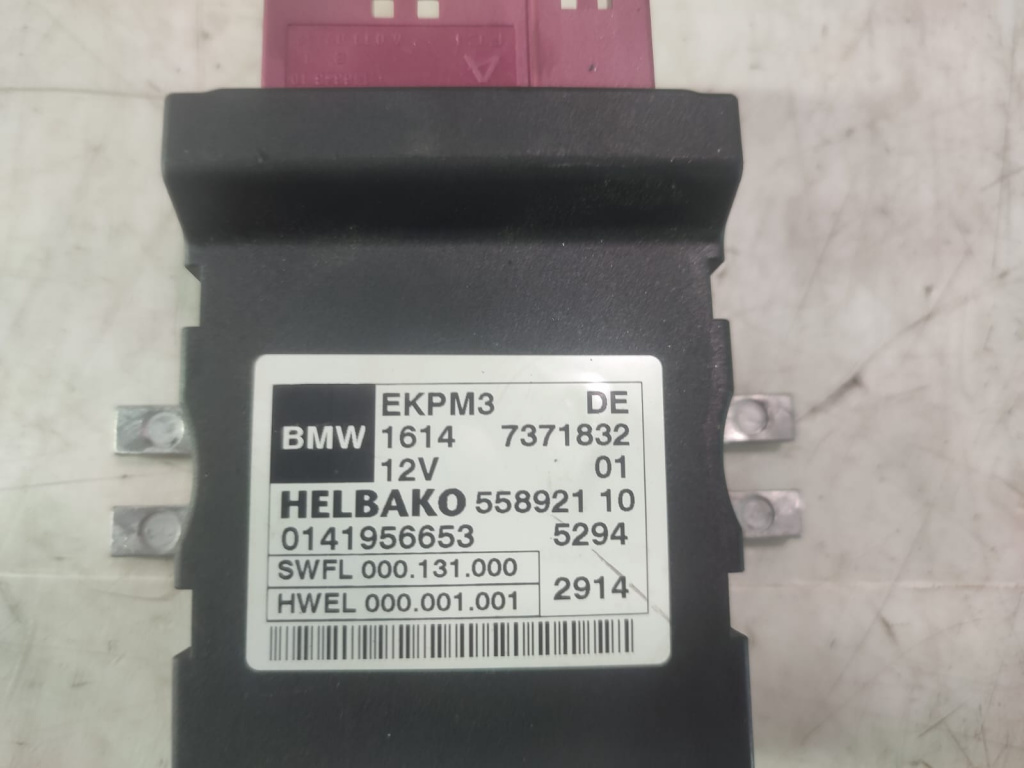 EKPM3 DE
BMW 1614 7371832
12V 01
HELBAKO 558921 10
0141956653 5294
SWFL 000.131.000
HWEL 000.001.001 2914